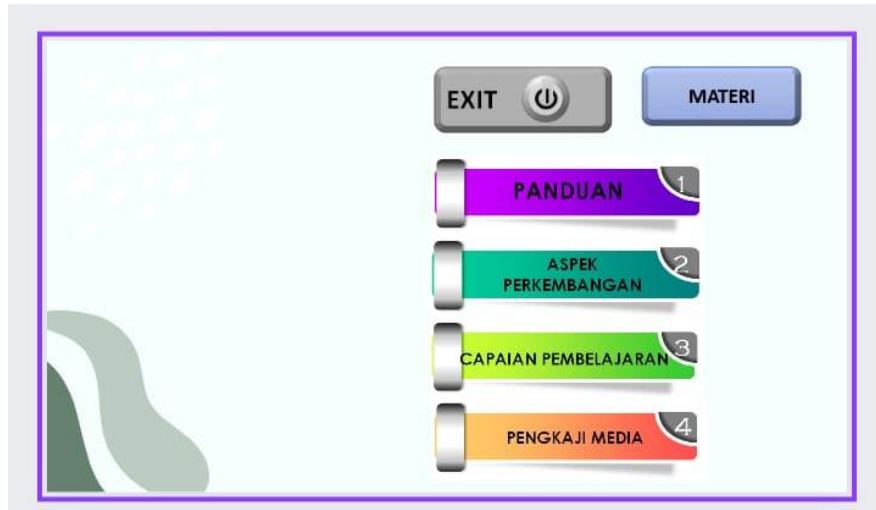 EXIT
MATERI
PANDUAN
1
ASPEK
PERKEMBANGAN
2
CAPAIAN PEMBELAJARAN
3
PENGKAJI MEDIA
4